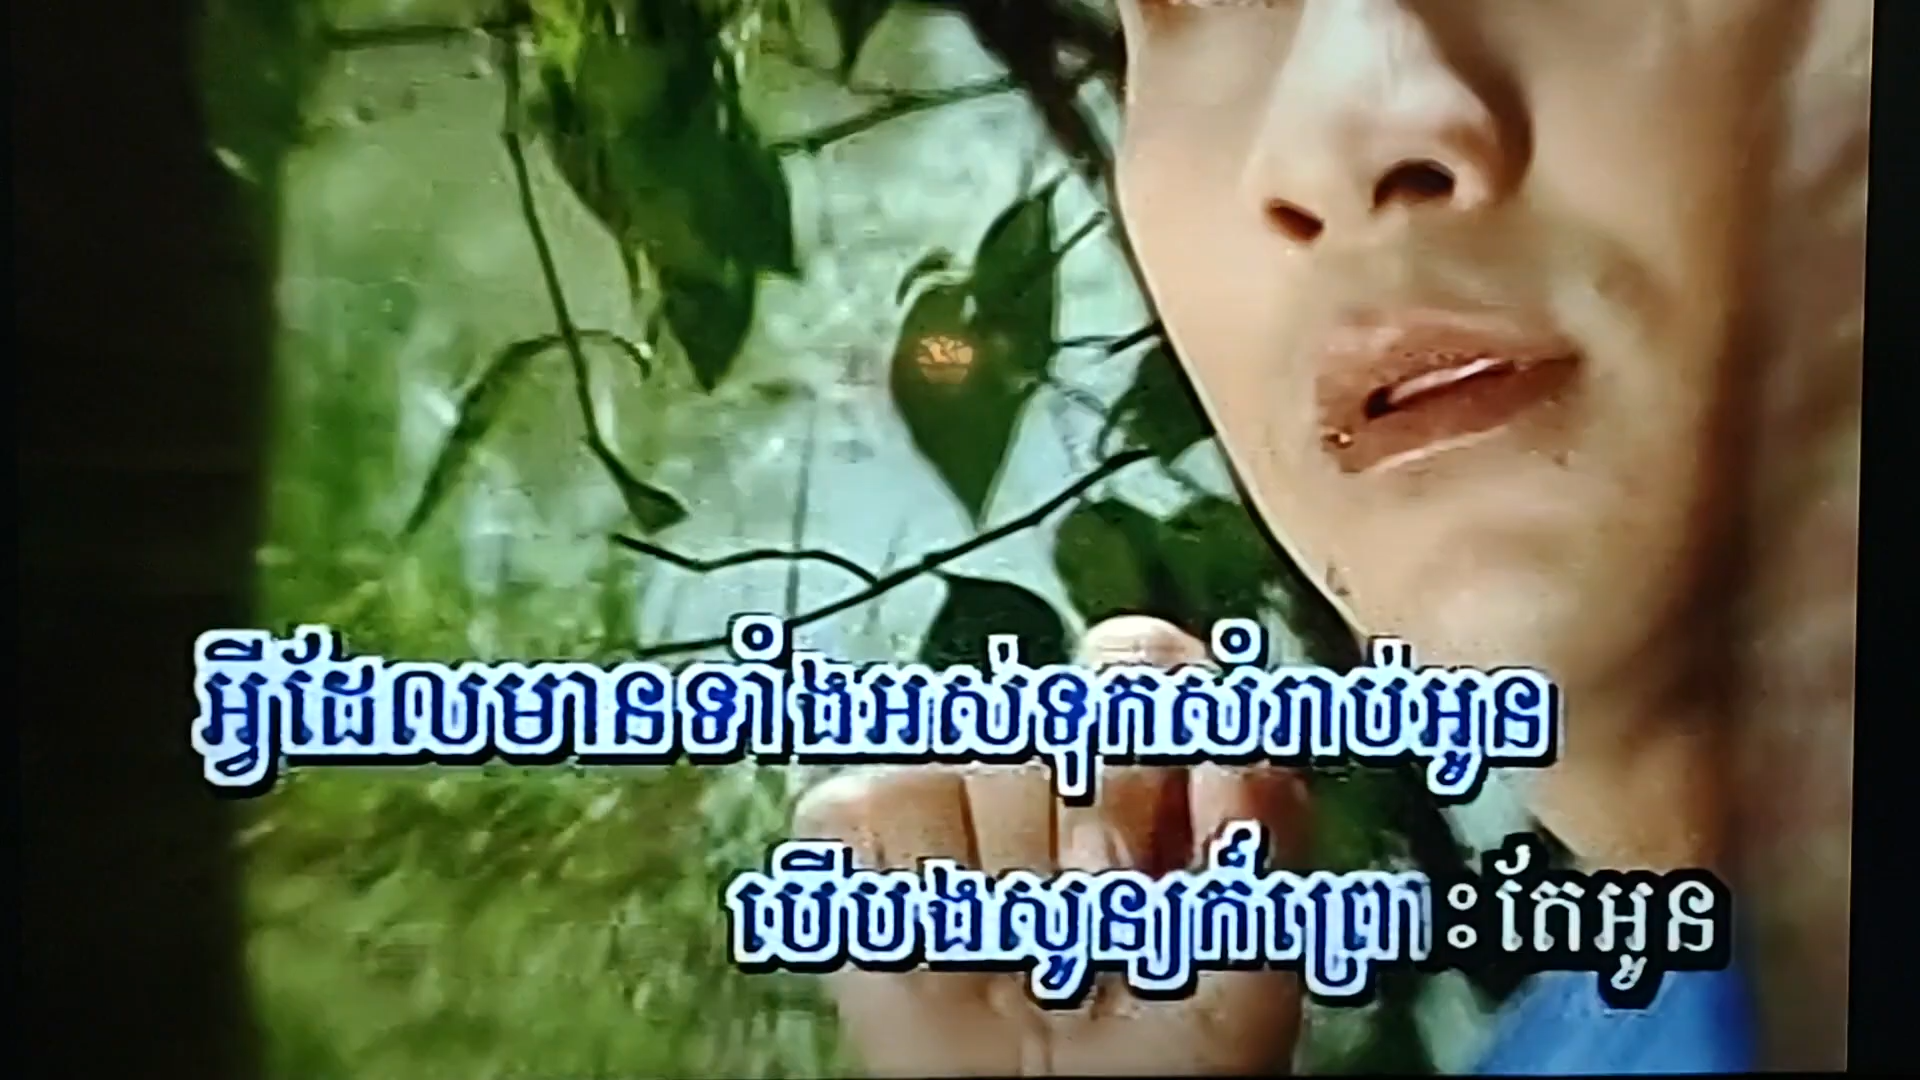 អ្វីដែលមានទាំងអស់ទុកសំរាប់អូន
បើបងសូន្យក៏ព្រោះតែអូន